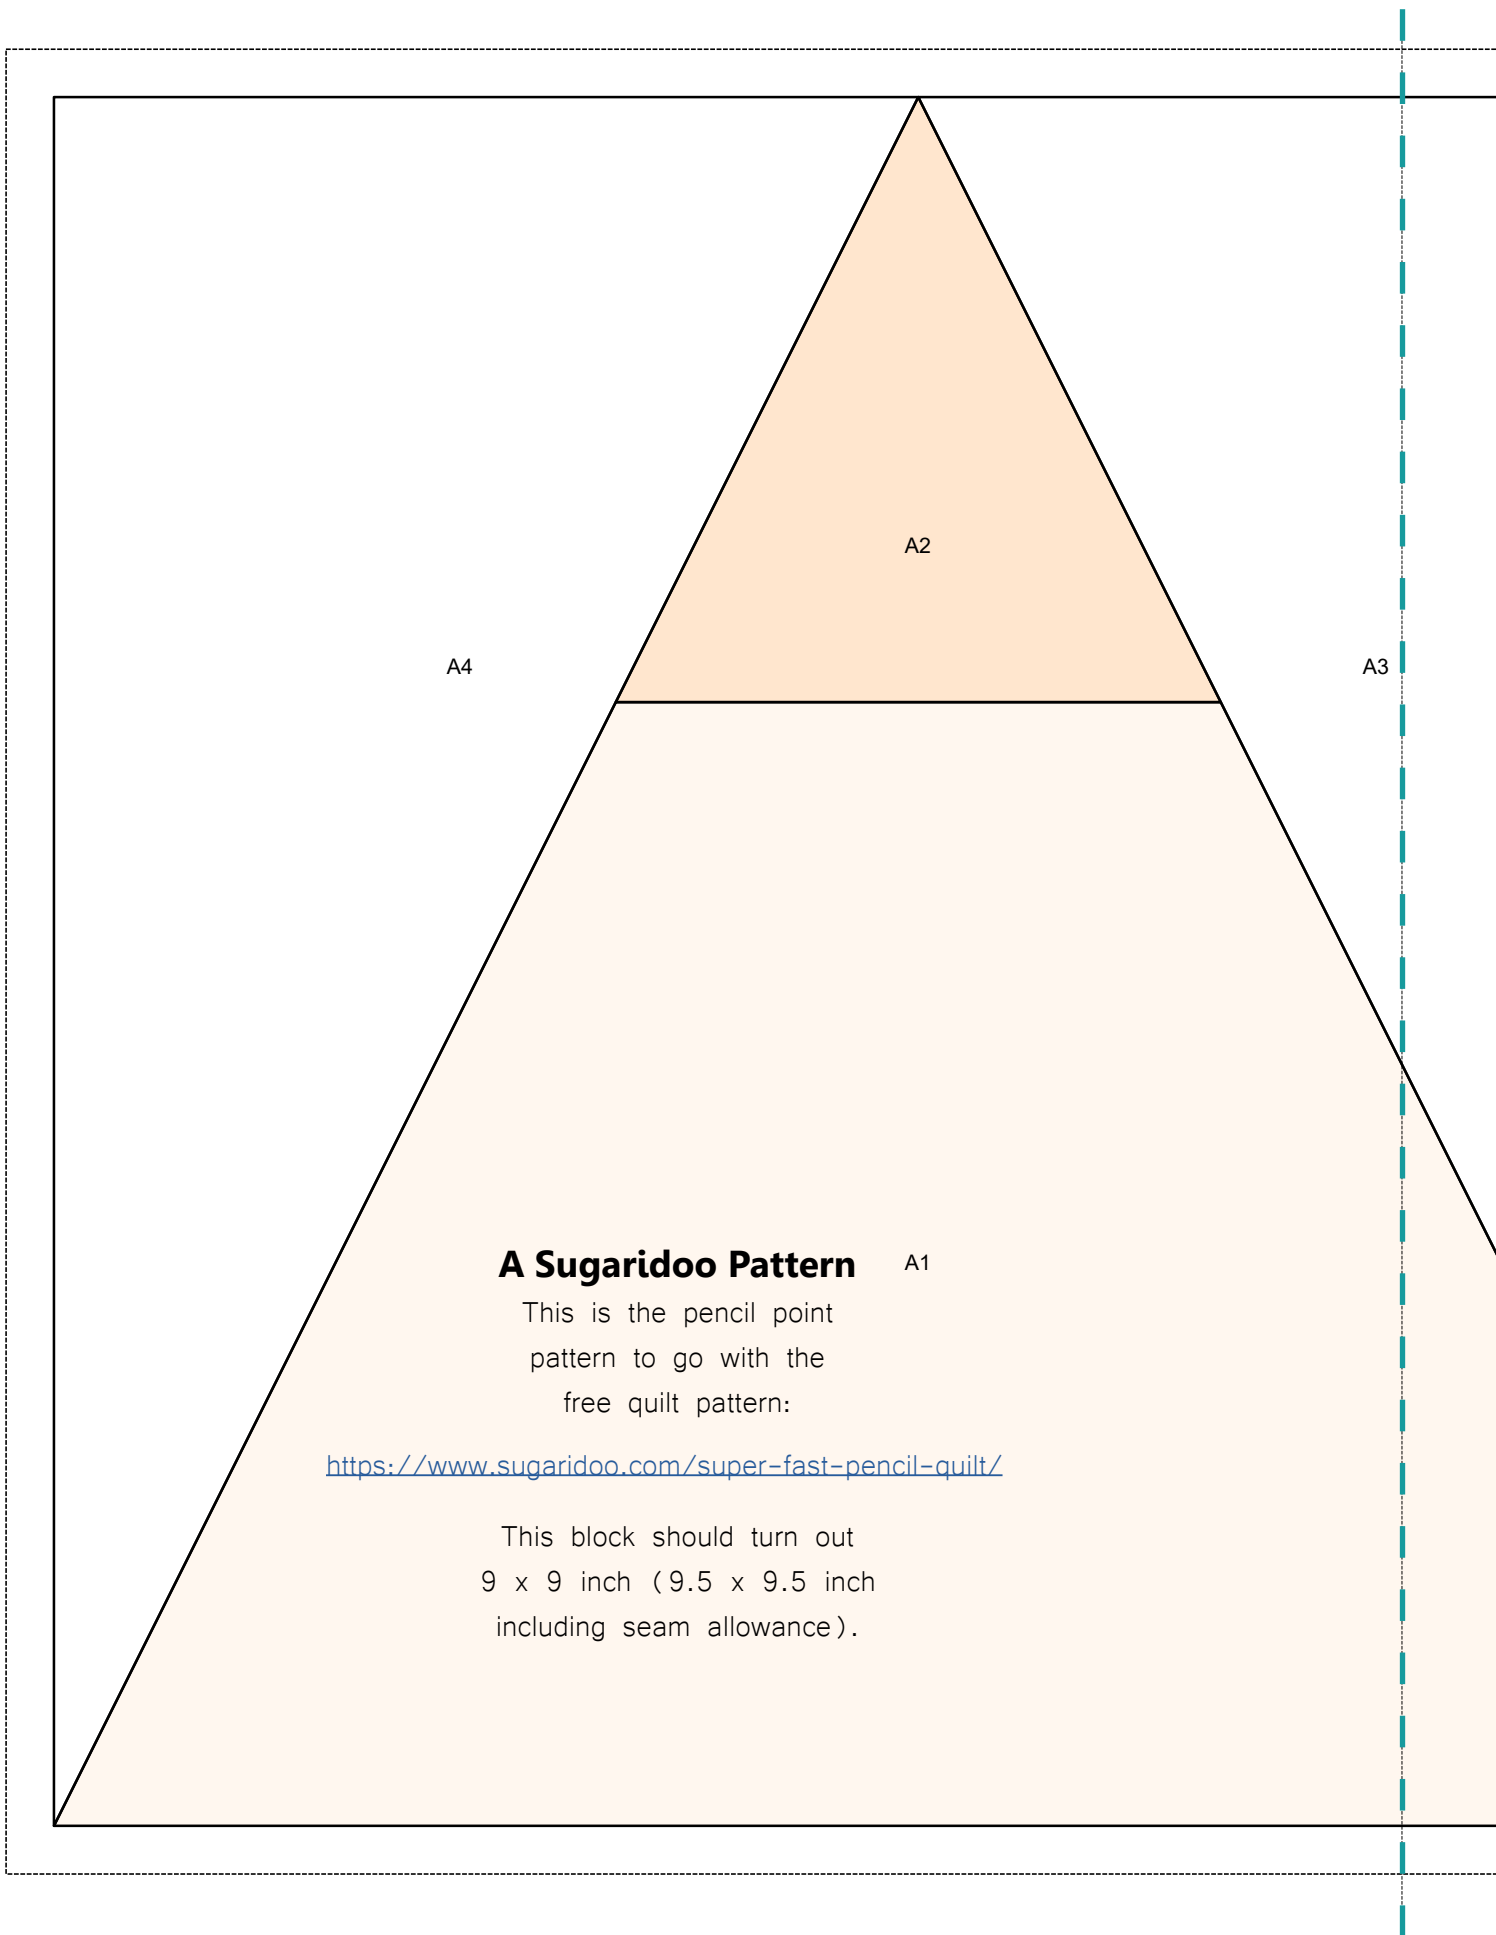 A2
A4
A3
A Sugaridoo Pattern
A1
This is the pencil point
pattern to go with the
free quilt pattern:
https://www.sugaridoo.com/super-fast-pencil-quilt/
This block should turn out
9 x 9 inch (9.5 x 9.5 inch
including seam allowance).